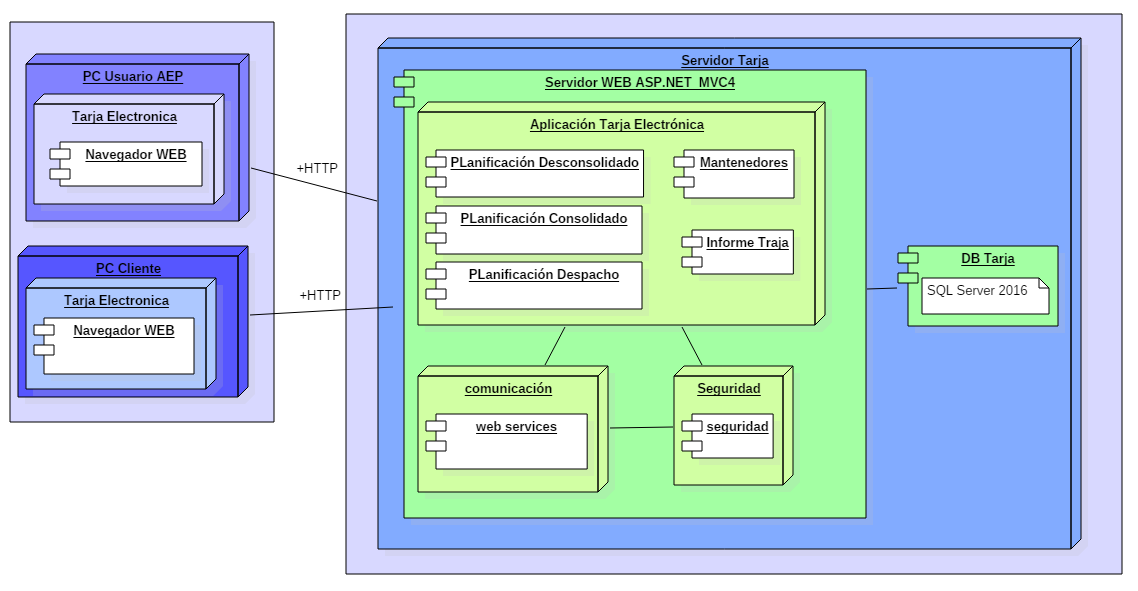 PC Usuario AEP
Tarja Electronica
Navegador WEB
PC Cliente
Tarja Electronica
Navegador WEB
+HTTP
+HTTP
Servidor Tarja
Servidor WEB ASP.NET MVC4
Aplicación Tarja Electrónica
PLanificación Desconsolidado
Mantenedores
PLanificación Consolidado
Informe Traja
PLanificación Despacho
comunicación
web services
Seguridad
seguridad
DB Tarja
SQL Server 2016